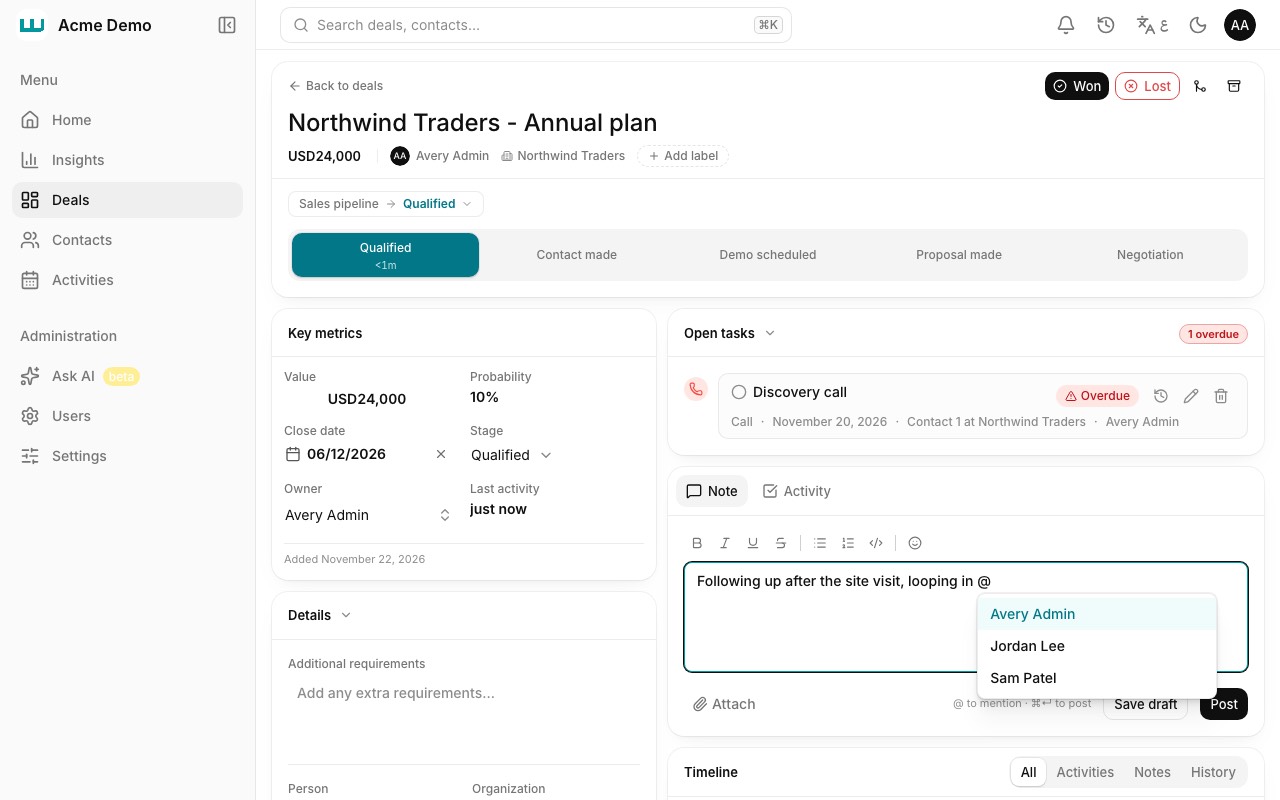 Acme Demo
Search deals, contacts...
⌘K
ع
AA
Menu
Home
Insights
Deals
Contacts
Activities
Administration
Ask AI beta
Users
Settings
Back to deals
Won
Lost
Northwind Traders - Annual plan
USD24,000
AA Avery Admin
Northwind Traders
+ Add label
Sales pipeline → Qualified
Qualified
<1m
Contact made
Demo scheduled
Proposal made
Negotiation
Key metrics
Value
Probability
USD24,000
10%
Close date
Stage
06/12/2026
Qualified
Owner
Last activity
Avery Admin
just now
Added November 22, 2026
Details
Additional requirements
Add any extra requirements...
Person
Organization
Open tasks
1 overdue
Discovery call
Overdue
Call · November 20, 2026 · Contact 1 at Northwind Traders · Avery Admin
Note
Activity
B I U S
Following up after the site visit, looping in @
Avery Admin
Jordan Lee
Sam Patel
Attach
@ to mention · ⌘↵ to post
Save draft
Post
Timeline
All
Activities
Notes
History